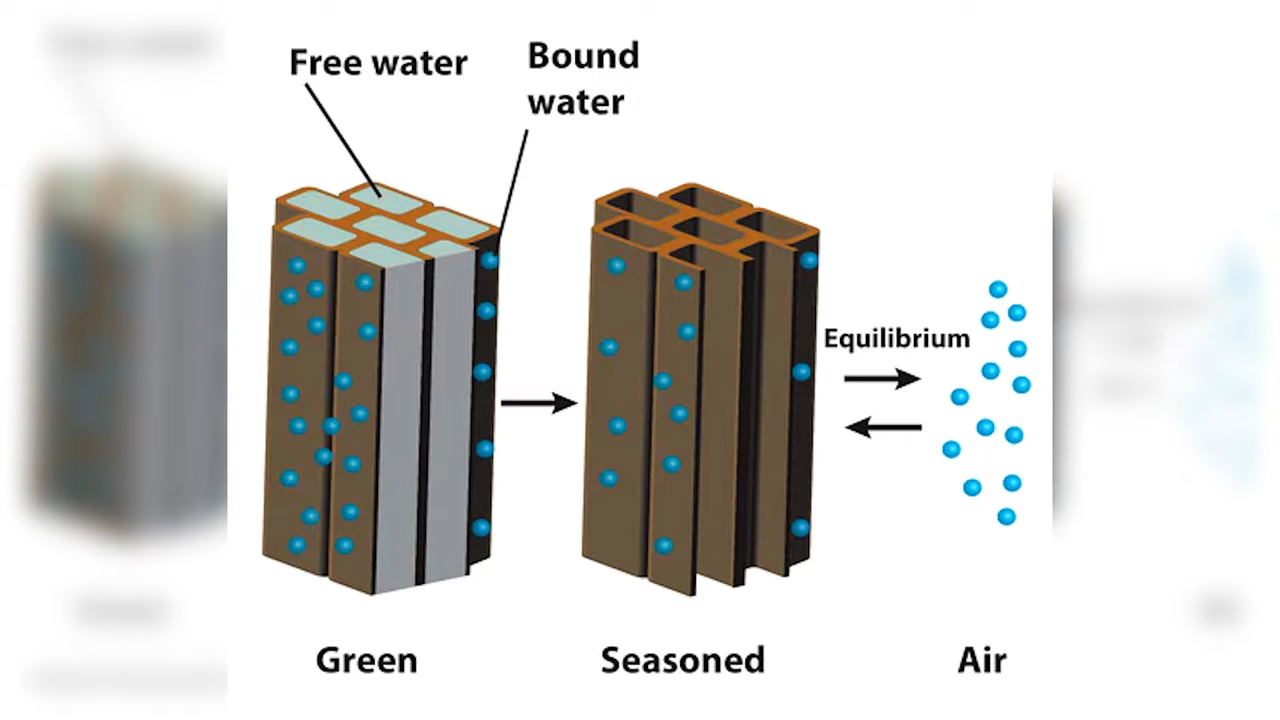 Free water
Bound
water
Equilibrium
Green
Seasoned
Air